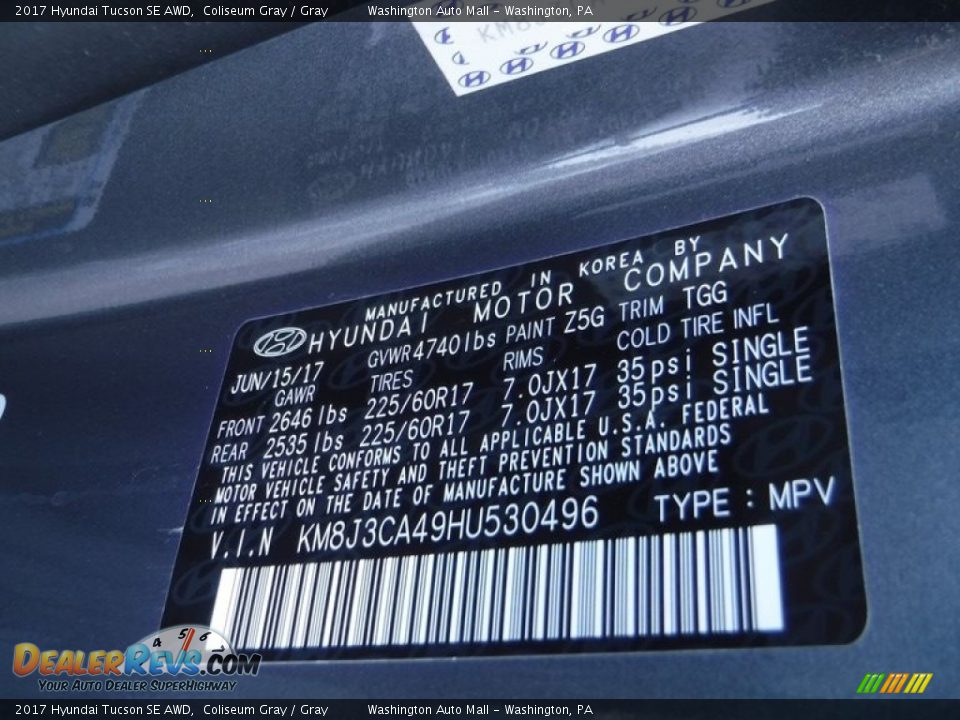 2017 Hyundai Tucson SE AWD, Coliseum Gray / Gray Washington Auto Mall - Washington, PA
MANUFACTURED IN KOREA BY
HYUNDAI MOTOR COMPANY
JUN/15/17 GVWR 4740lbs PAINT Z5G TRIM TGG
GAWR TIRES RIMS COLD TIRE INFL
FRONT 2646 lbs 225/60R17 7.0JX17 35psi SINGLE
REAR 2535 lbs 225/60R17 7.0JX17 35psi SINGLE
THIS VEHICLE CONFORMS TO ALL APPLICABLE U.S.A. FEDERAL
MOTOR VEHICLE SAFETY AND THEFT PREVENTION STANDARDS
IN EFFECT ON THE DATE OF MANUFACTURE SHOWN ABOVE
V.I.N KM8J3CA49HU530496 TYPE : MPV
4 5 6
DEALERREVS.COM
YOUR AUTO DEALER SUPERHIGHWAY
2017 Hyundai Tucson SE AWD, Coliseum Gray / Gray Washington Auto Mall - Washington, PA